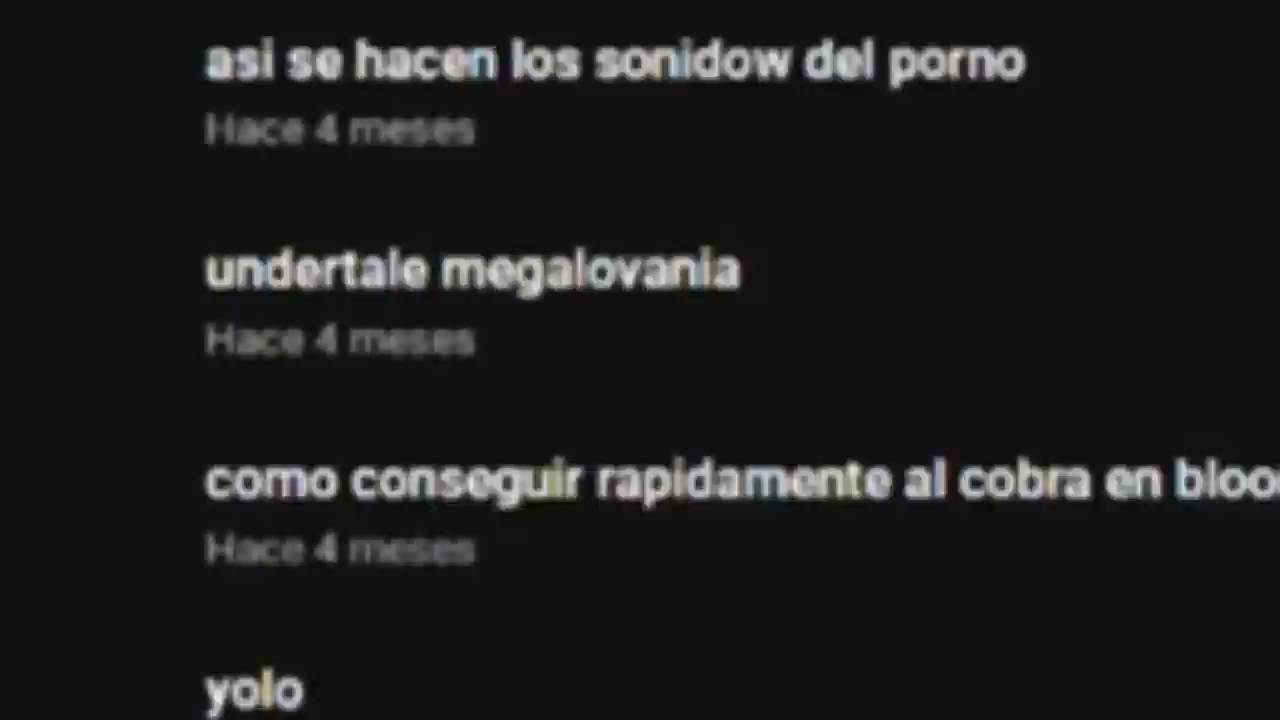 asi se hacen los sonidow del porno
Hace 4 meses
undertale megalovania
Hace 4 meses
como conseguir rapidamente al cobra en bloo
Hace 4 meses
yolo